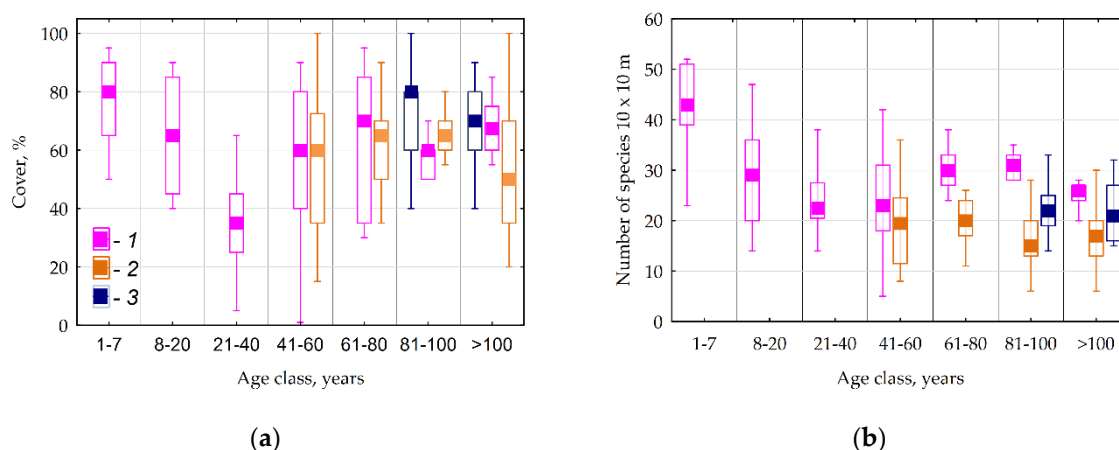 100
80
60
40
20
0
Cover, %
- 1
- 2
- 3
1-7 8-20 21-40 41-60 61-80 81-100 >100
Age class, years
(a)
60
50
40
30
20
10
0
Number of species 10 x 10 m
1-7 8-20 21-40 41-60 61-80 81-100 >100
Age class, years
(b)